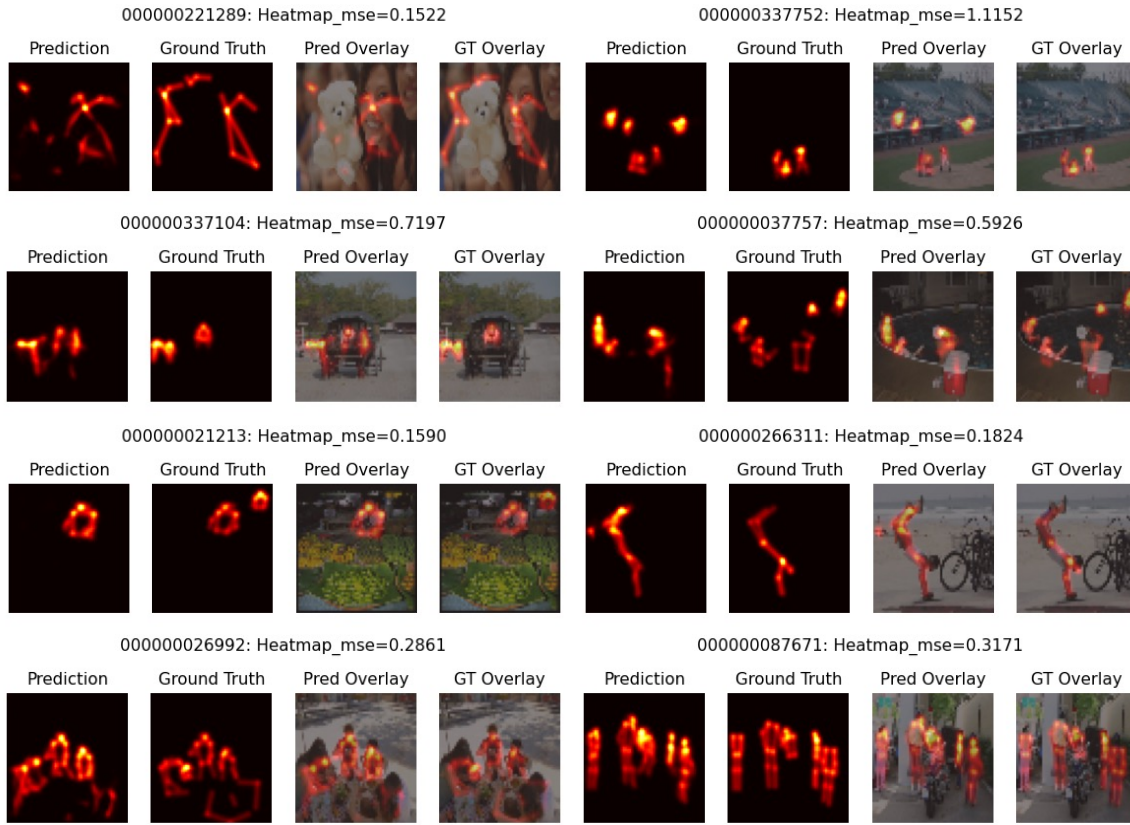 000000221289: Heatmap_mse=0.1522
Prediction Ground Truth Pred Overlay GT Overlay
000000337752: Heatmap_mse=1.1152
Prediction Ground Truth Pred Overlay GT Overlay
000000337104: Heatmap_mse=0.7197
Prediction Ground Truth Pred Overlay GT Overlay
000000037757: Heatmap_mse=0.5926
Prediction Ground Truth Pred Overlay GT Overlay
000000021213: Heatmap_mse=0.1590
Prediction Ground Truth Pred Overlay GT Overlay
000000266311: Heatmap_mse=0.1824
Prediction Ground Truth Pred Overlay GT Overlay
000000026992: Heatmap_mse=0.2861
Prediction Ground Truth Pred Overlay GT Overlay
000000087671: Heatmap_mse=0.3171
Prediction Ground Truth Pred Overlay GT Overlay